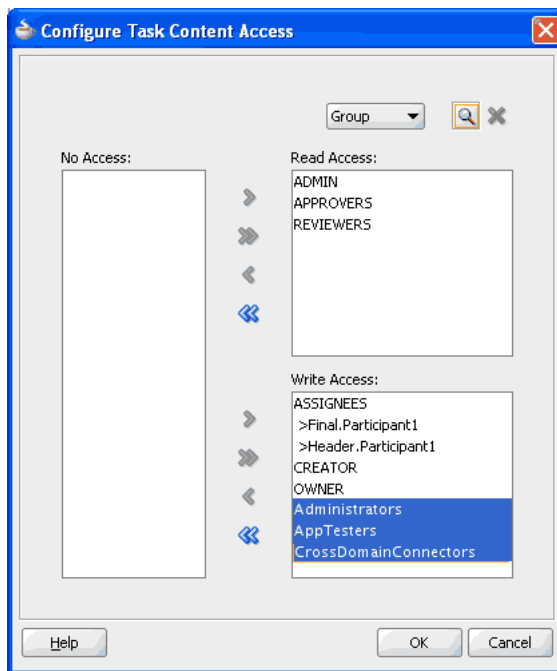 Configure Task Content Access
Group
No Access:
Read Access:
ADMIN
APPROVERS
REVIEWERS
Write Access:
ASSIGNEES
>Final.Participant1
>Header.Participant1
CREATOR
OWNER
Administrators
AppTesters
CrossDomainConnectors
Help
OK
Cancel